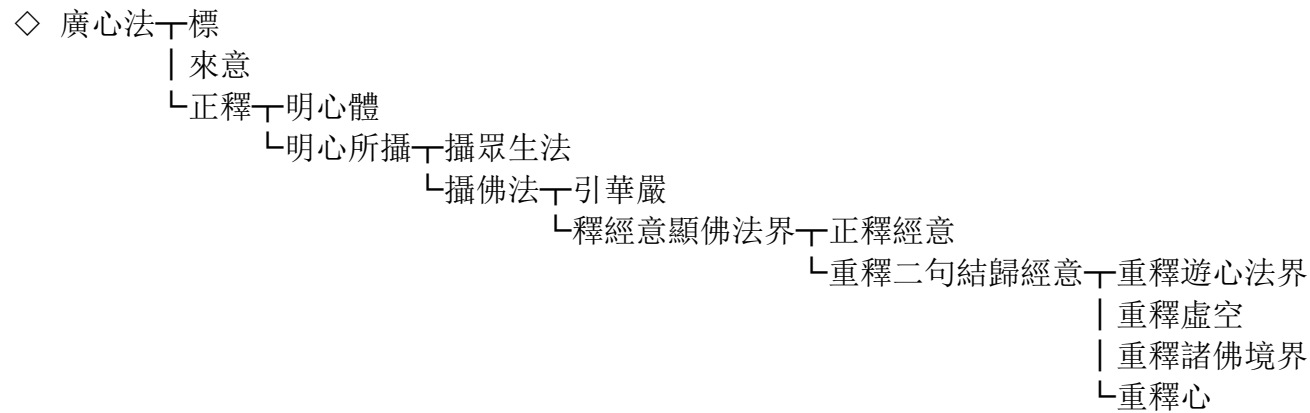 ◇ 廣心法┬標
│來意
└正釋┬明心體
└明心所攝┬攝眾生法
└攝佛法┬引華嚴
└釋經意顯佛法界┬正釋經意
└重釋二句結歸經意┬重釋遊心法界
│重釋虛空
│重釋諸佛境界
└重釋心